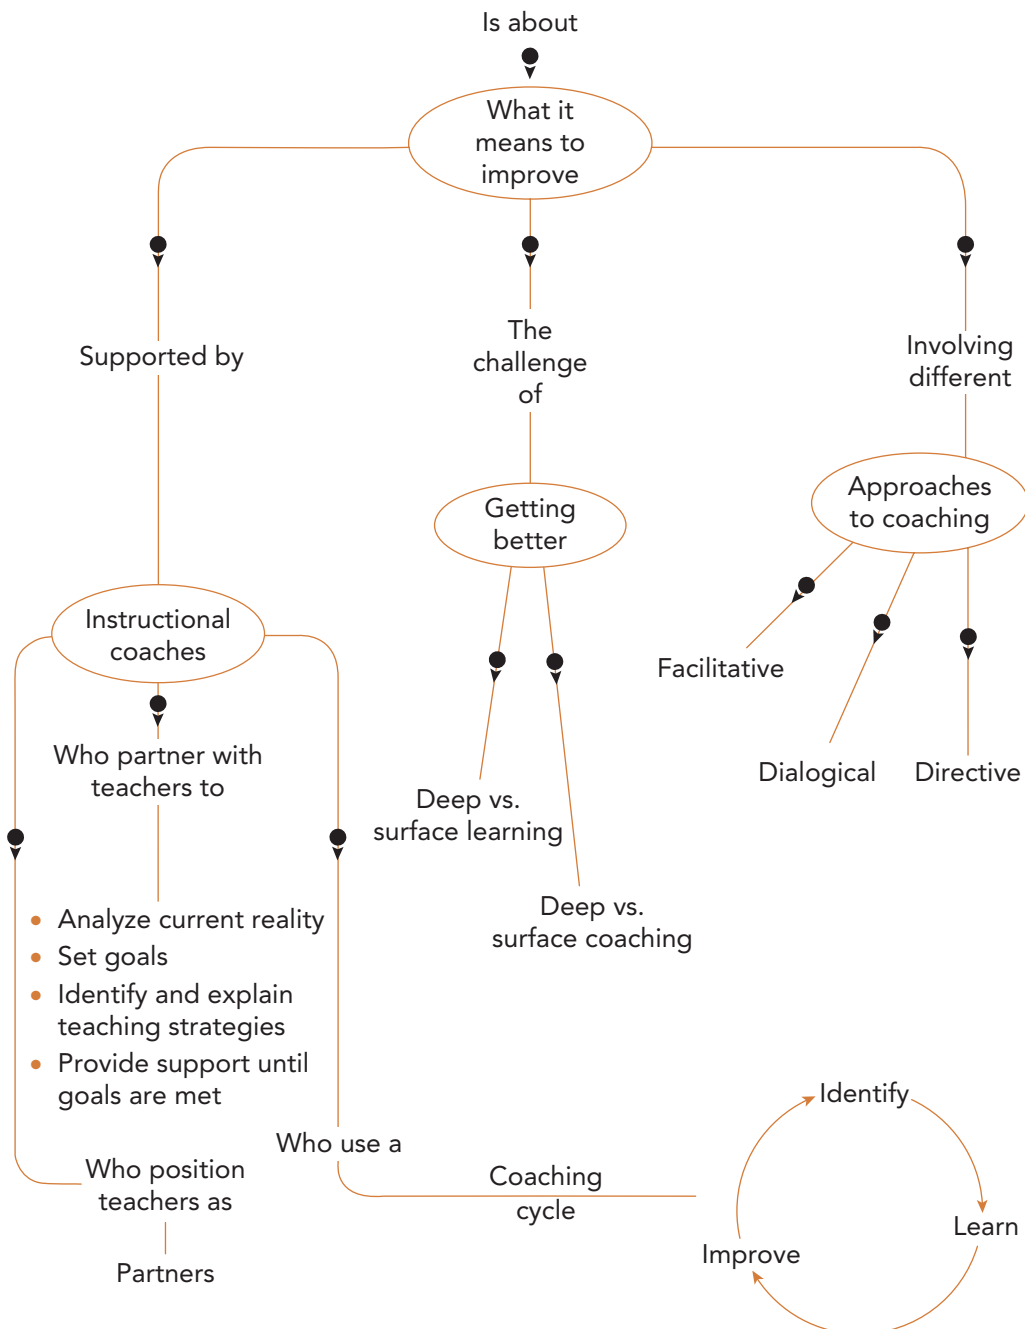 Is about
What it
means to
improve
Supported by
The
challenge
of
Involving
different
Getting
better
Approaches
to coaching
Instructional
coaches
Facilitative
Dialogical
Directive
Who partner with
teachers to
Deep vs.
surface learning
Deep vs.
surface coaching
• Analyze current reality
• Set goals
• Identify and explain
teaching strategies
• Provide support until
goals are met
Who position
teachers as
Partners
Who use a
Coaching
cycle
Identify
Learn
Improve